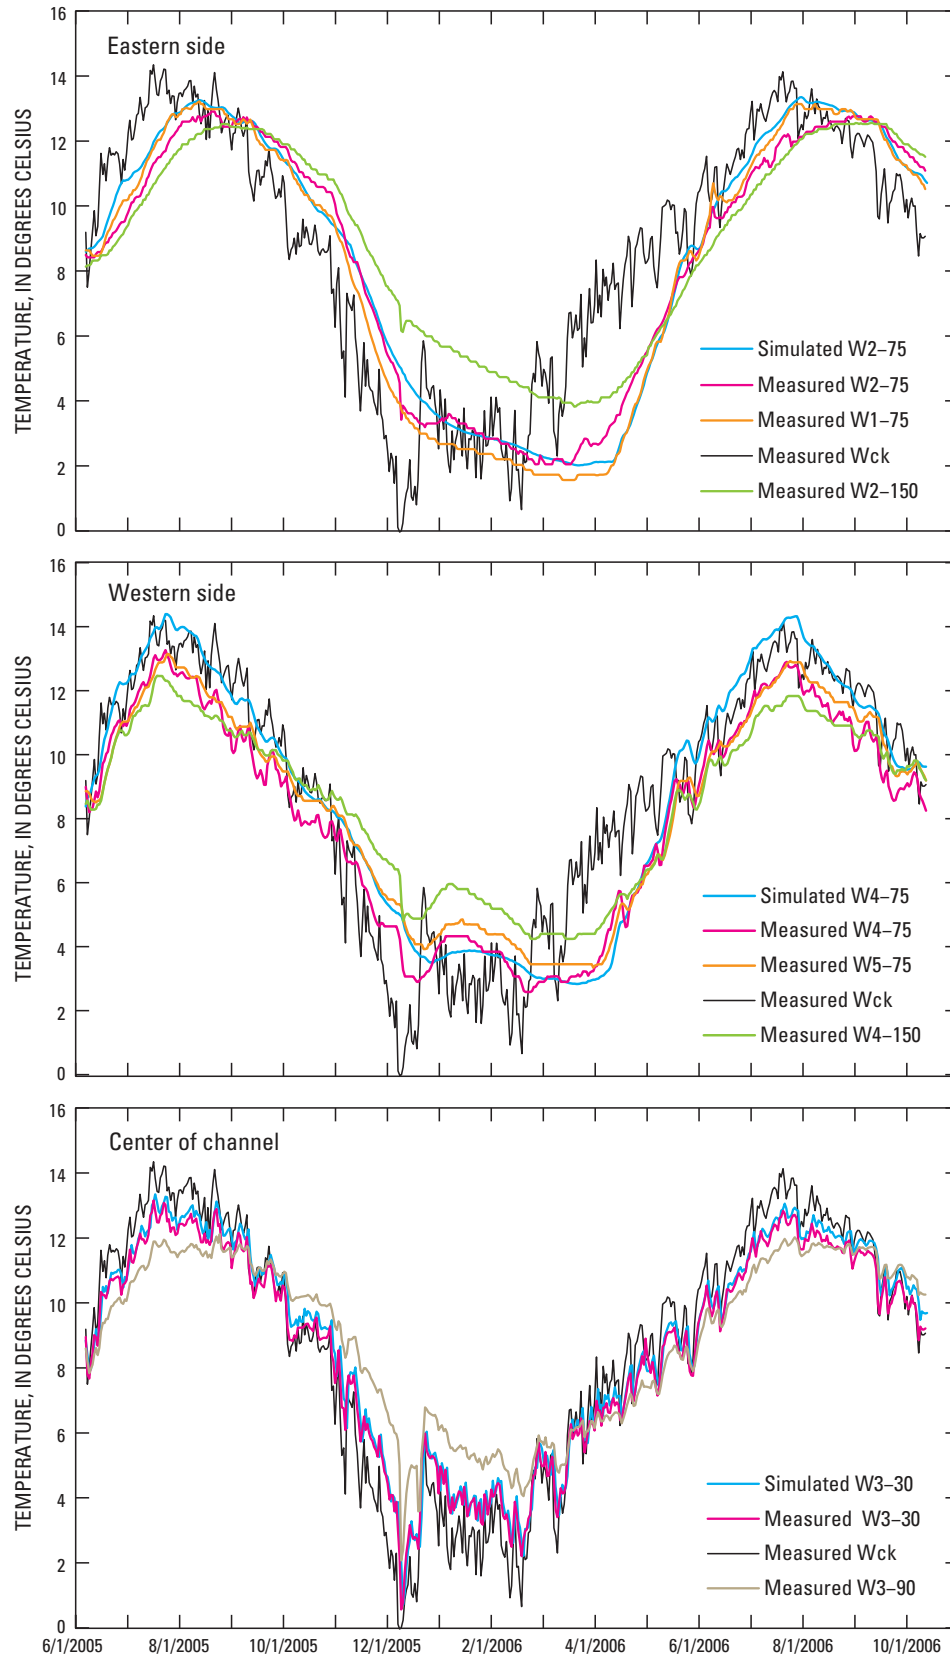 16
Eastern side
14
12
10
8
6
4
2
0
TEMPERATURE, IN DEGREES CELSIUS
Simulated W2–75
Measured W2–75
Measured W1–75
Measured Wck
Measured W2–150
16
Western side
14
12
10
8
6
4
2
0
TEMPERATURE, IN DEGREES CELSIUS
Simulated W4–75
Measured W4–75
Measured W5–75
Measured Wck
Measured W4–150
16
Center of channel
14
12
10
8
6
4
2
0
TEMPERATURE, IN DEGREES CELSIUS
Simulated W3–30
Measured W3–30
Measured Wck
Measured W3–90
6/1/2005 8/1/2005 10/1/2005 12/1/2005 2/1/2006 4/1/2006 6/1/2006 8/1/2006 10/1/2006